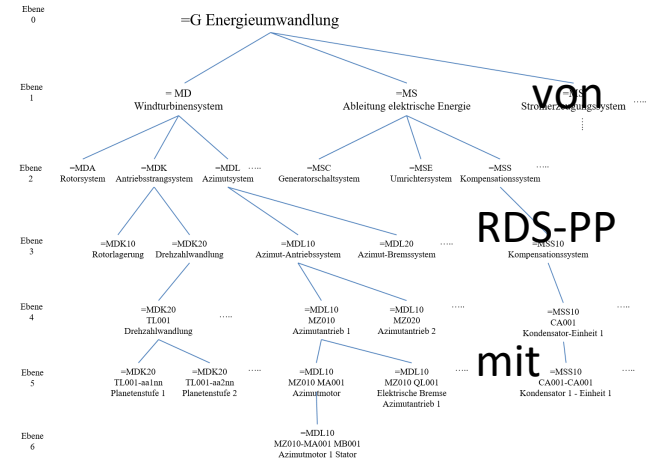 Ebene
0
=G Energieumwandlung
Ebene
1
= MD
Windturbinensystem
=MS
Ableitung elektrische Energie
=MS
Stromerzeugungssystem
…..
von
Ebene
2
=MDA
Rotorsystem
=MDK
Antriebsstrangsystem
=MDL
Azimutsystem
…..
=MSC
Generatorschaltsystem
=MSE
Umrichtersystem
=MSS
Kompensationssystem
…..
RDS-PP
Ebene
3
=MDK10
Rotorlagerung
=MDK20
Drehzahlwandlung
=MDL10
Azimut-Antriebssystem
=MDL20
Azimut-Bremssystem
…..
=MSS10
Kompensationssystem
Ebene
4
=MDK20
TL001
Drehzahlwandlung
…..
=MDL10
MZ010
Azimutantrieb 1
=MDL10
MZ020
Azimutantrieb 2
…..
=MSS10
CA001
Kondensator-Einheit 1
…..
mit
Ebene
5
=MDK20
TL001-aa1nn
Planetenstufe 1
=MDK20
TL001-aa2nn
Planetenstufe 2
…..
=MDL10
MZ010 MA001
Azimutmotor
=MDL10
MZ010 QL001
Elektrische Bremse
Azimutantrieb 1
…..
=MSS10
CA001-CA001
Kondensator 1 - Einheit 1
…..
Ebene
6
=MDL10
MZ010-MA001 MB001
Azimutmotor 1 Stator